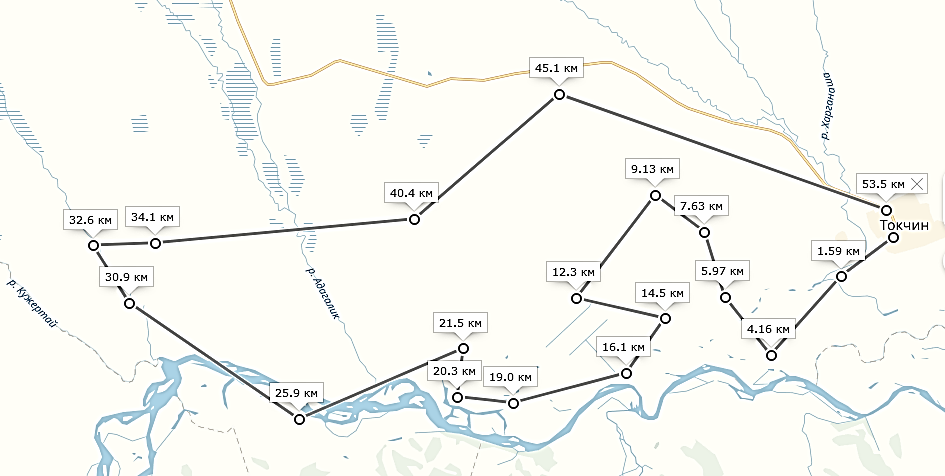 45.1 км
р. Харганата
9.13 км
53.5 км
40.4 км
7.63 км
32.6 км
34.1 км
Токчин
1.59 км
30.9 км
12.3 км
5.97 км
р. Кужертай
р. Адагалик
14.5 км
21.5 км
4.16 км
16.1 км
20.3 км
19.0 км
25.9 км